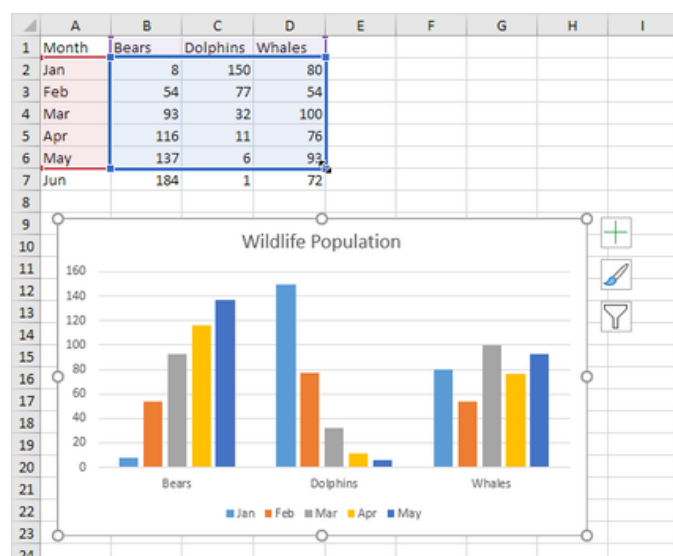 A B C D E F G H I
1 Month Bears Dolphins Whales
2 Jan 8 150 80
3 Feb 54 77 54
4 Mar 93 32 100
5 Apr 116 11 76
6 May 137 6 93
7 Jun 184 1 72
8
9
10 Wildlife Population
11 160
12 140
13 120
14 100
15 80
16 60
17 40
18 20
19
20 0
21 Bears Dolphins Whales
22 Jan Feb Mar Apr May
23
24